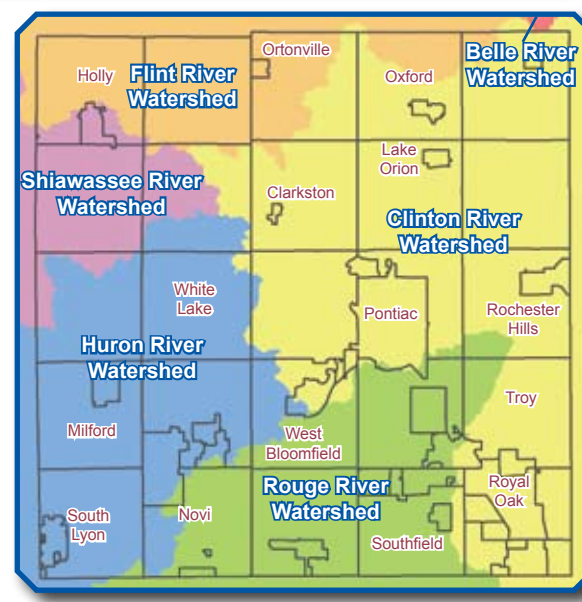 Ortonville
Belle River
Watershed
Holly
Flint River
Watershed
Oxford
Lake
Orion
Shiawassee River
Watershed
Clarkston
Clinton River
Watershed
White
Lake
Pontiac
Rochester
Hills
Huron River
Watershed
Troy
Milford
West
Bloomfield
Royal
Oak
Rouge River
Watershed
South
Lyon
Novi
Southfield